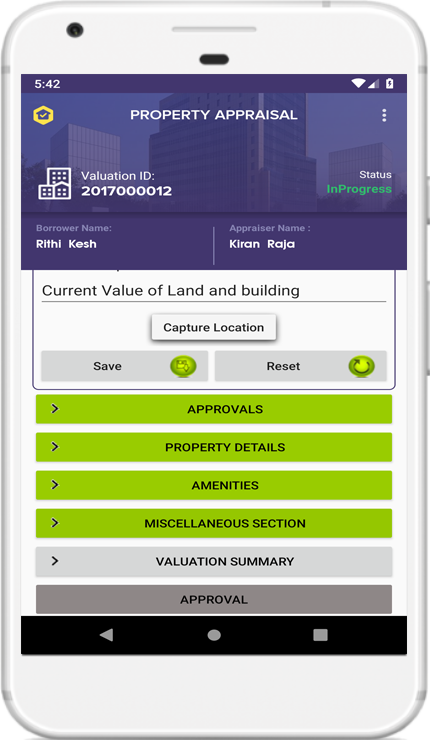 5:42
PROPERTY APPRAISAL
Valuation ID:
2017000012
Status
InProgress
Borrower Name:
Rithi Kesh
Appraiser Name :
Kiran Raja
Current Value of Land and building
Capture Location
Save
Reset
APPROVALS
PROPERTY DETAILS
AMENITIES
MISCELLANEOUS SECTION
VALUATION SUMMARY
APPROVAL